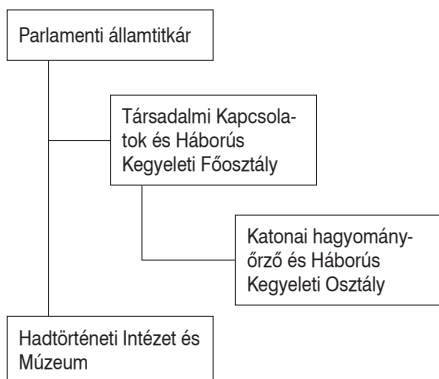 Parlamenti államtitkár
Társadalmi Kapcsola-
tok és Háborús
Kegyeleti Főosztály
Katonai hagyomány-
őrző és Háborús
Kegyeleti Osztály
Hadtörténeti Intézet és
Múzeum